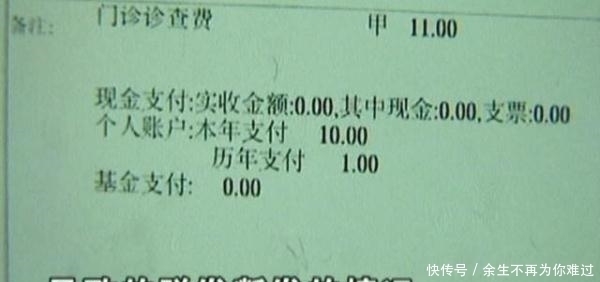 备注: 门诊诊查费 甲 11.00
现金支付:实收金额:0.00,其中现金:0.00,支票:0.00
个人账户:本年支付 10.00
历年支付 1.00
基金支付: 0.00
快传号 / 余生不再为你难过